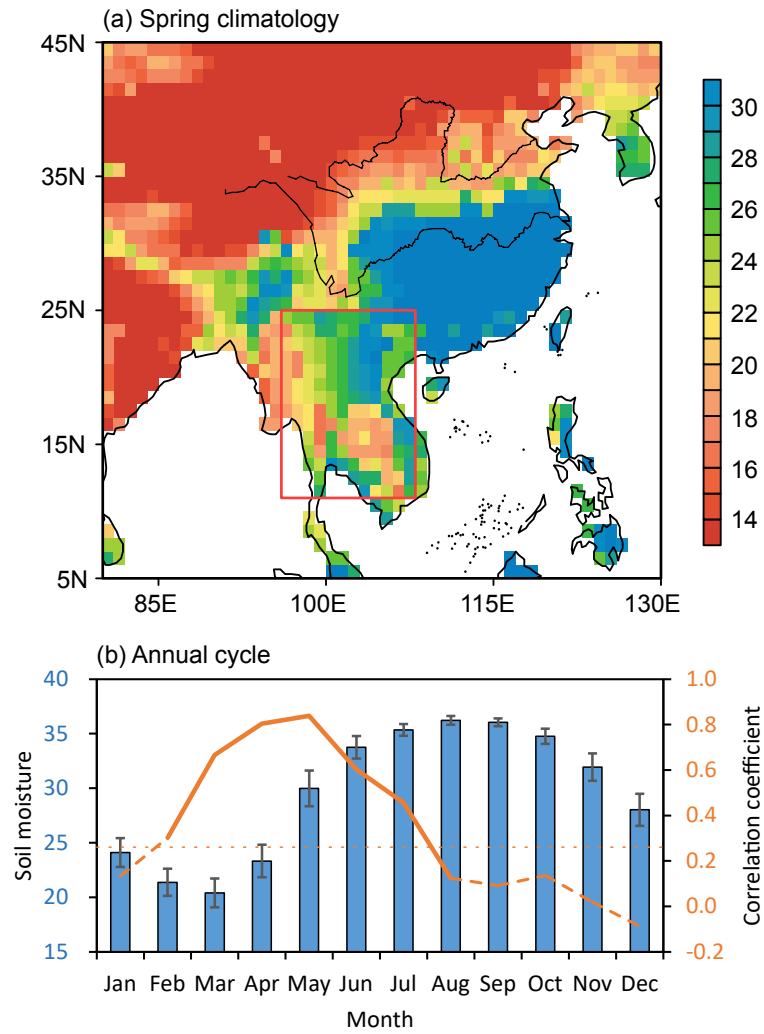 (a) Spring climatology
45N
35N
25N
15N
5N
85E
100E
115E
130E
30
28
26
24
22
20
18
16
14
(b) Annual cycle
40
35
30
25
20
15
Soil moisture
1.0
0.8
0.6
0.4
0.2
0.0
-0.2
Correlation coefficient
Jan Feb Mar Apr May Jun Jul Aug Sep Oct Nov Dec
Month